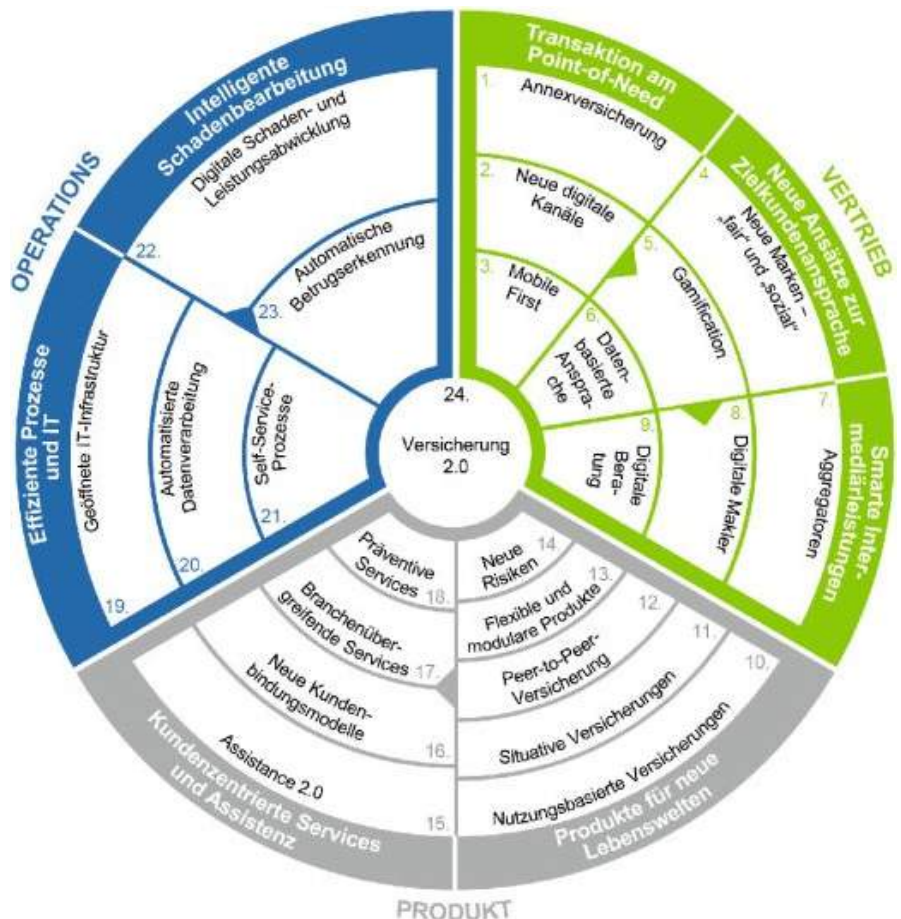 OPERATIONS
VERTRIEB
PRODUKT
Transaktion am
Point-of-Need
1.
Annexversicherung
2.
Neue digitale
Kanäle
3.
Mobile
First
Neue Ansätze zur
Zielkundenansprache
4.
Neue Marken –
„fair" und „sozial"
5.
Gamification
6.
Daten-
basierte
Anspra-
che
Smarte Inter-
mediärleistungen
7.
Aggregatoren
8.
Digitale Makler
9.
Digitale
Bera-
tung
Produkte für neue
Lebenswelten
10.
Nutzungsbasierte Versicherungen
11.
Situative Versicherungen
12.
Peer-to-Peer-
Versicherung
13.
Flexible und
modulare Produkte
14.
Neue
Risiken
Kundenzentrierte Services
und Assistenz
15.
Assistance 2.0
16.
Neue Kunden-
bindungsmodelle
17.
Branchenüber-
greifende Services
18.
Präventive
Services
Effiziente Prozesse
und IT
19.
Geöffnete IT-Infrastruktur
20.
Automatisierte
Datenverarbeitung
21.
Self-Service-
Prozesse
Intelligente
Schadenbearbeitung
22.
Digitale Schaden- und
Leistungsabwicklung
23.
Automatische
Betrugserkennung
24.
Versicherung
2.0